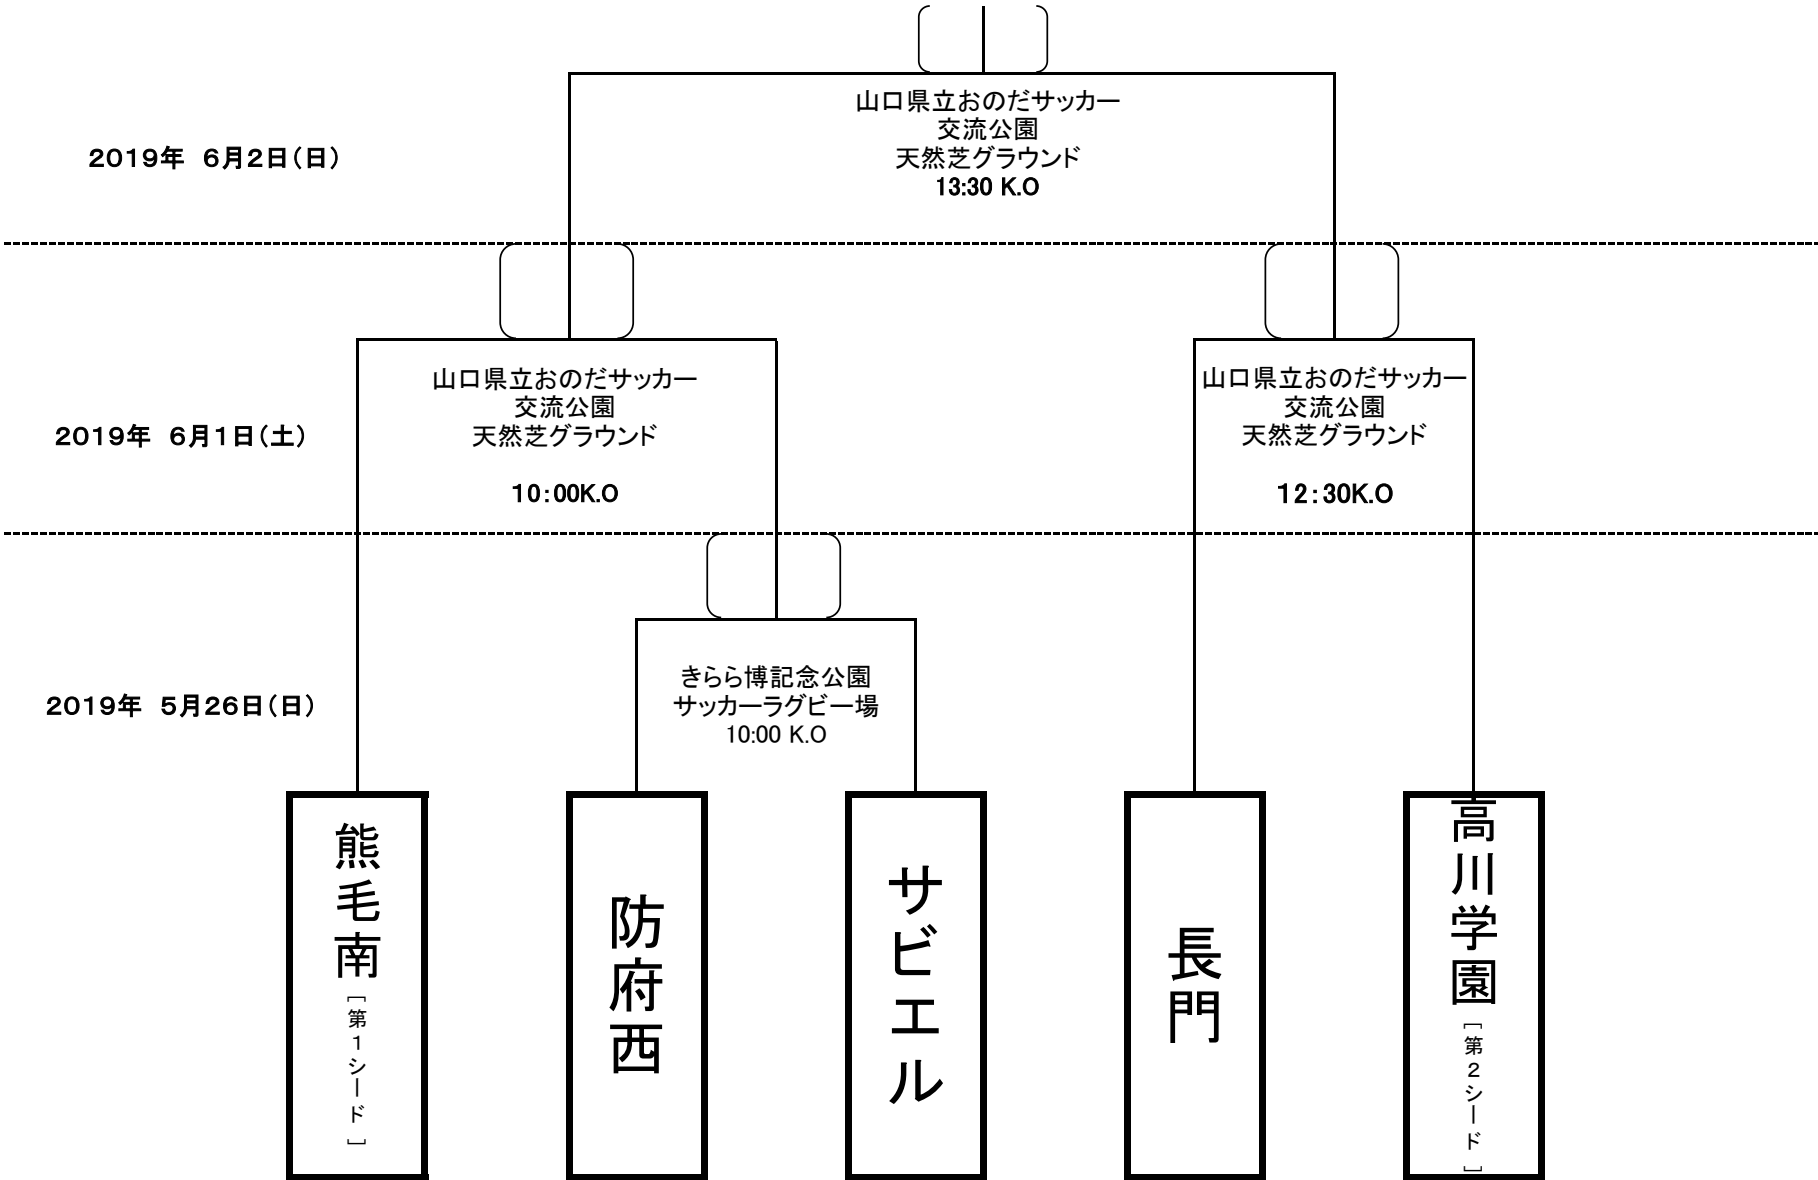 山口県立おのだサッカー
交流公園
天然芝グラウンド
13:30 K.O
2019年 6月2日(日)
山口県立おのだサッカー
交流公園
天然芝グラウンド
10:00K.O
山口県立おのだサッカー
交流公園
天然芝グラウンド
12:30K.O
2019年 6月1日(土)
きらら博記念公園
サッカーラグビー場
10:00 K.O
2019年 5月26日(日)
熊毛南[第1シード]
防府西
サビエル
長門
高川学園[第2シード]